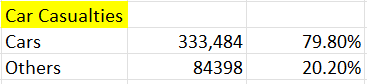 Car Casualties
Cars 333,484 79.80%
Others 84398 20.20%